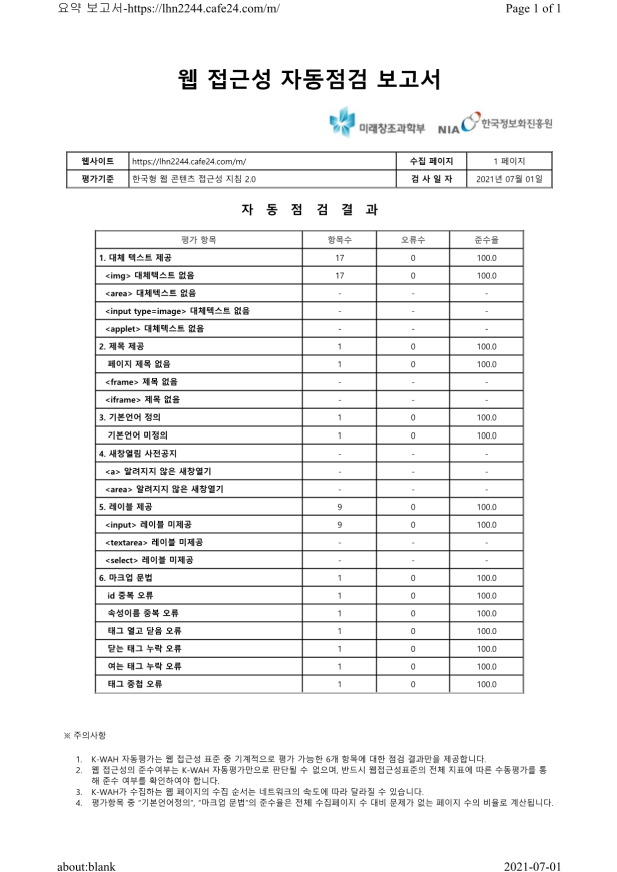 요약 보고서-https://lhn2244.cafe24.com/m/ Page 1 of 1
웹 접근성 자동점검 보고서
미래창조과학부 NIA 한국정보화진흥원
웹사이트 https://lhn2244.cafe24.com/m/ 수집 페이지 1 페이지
평가기준 한국형 웹 콘텐츠 접근성 지침 2.0 검 사 일 자 2021년 07월 01일
자 동 점 검 결 과
평가 항목 항목수 오류수 준수율
1. 대체 텍스트 제공 17 0 100.0
<img> 대체텍스트 없음 17 0 100.0
<area> 대체텍스트 없음 - - -
<input type=image> 대체텍스트 없음 - - -
<applet> 대체텍스트 없음 - - -
2. 제목 제공 1 0 100.0
페이지 제목 없음 1 0 100.0
<frame> 제목 없음 - - -
<iframe> 제목 없음 - - -
3. 기본언어 정의 1 0 100.0
기본언어 미정의 1 0 100.0
4. 새창열림 사전공지 - - -
<a> 알려지지 않은 새창열기 - - -
<area> 알려지지 않은 새창열기 - - -
5. 레이블 제공 9 0 100.0
<input> 레이블 미제공 9 0 100.0
<textarea> 레이블 미제공 - - -
<select> 레이블 미제공 - - -
6. 마크업 문법 1 0 100.0
id 중복 오류 1 0 100.0
속성이름 중복 오류 1 0 100.0
태그 열고 닫음 오류 1 0 100.0
닫는 태그 누락 오류 1 0 100.0
여는 태그 누락 오류 1 0 100.0
태그 중첩 오류 1 0 100.0
※ 주의사항
1. K-WAH 자동평가는 웹 접근성 표준 중 기계적으로 평가 가능한 6개 항목에 대한 점검 결과만을 제공합니다.
2. 웹 접근성의 준수여부는 K-WAH 자동평가만으로 판단될 수 없으며, 반드시 웹접근성표준의 전체 지표에 따른 수동평가를 통
해 준수 여부를 확인하여야 합니다.
3. K-WAH가 수집하는 웹 페이지의 수집 순서는 네트워크의 속도에 따라 달라질 수 있습니다.
4. 평가항목 중 "기본언어정의", "마크업 문법"의 준수율은 전체 수집페이지 수 대비 문제가 없는 페이지 수의 비율로 계산됩니다.
about:blank 2021-07-01